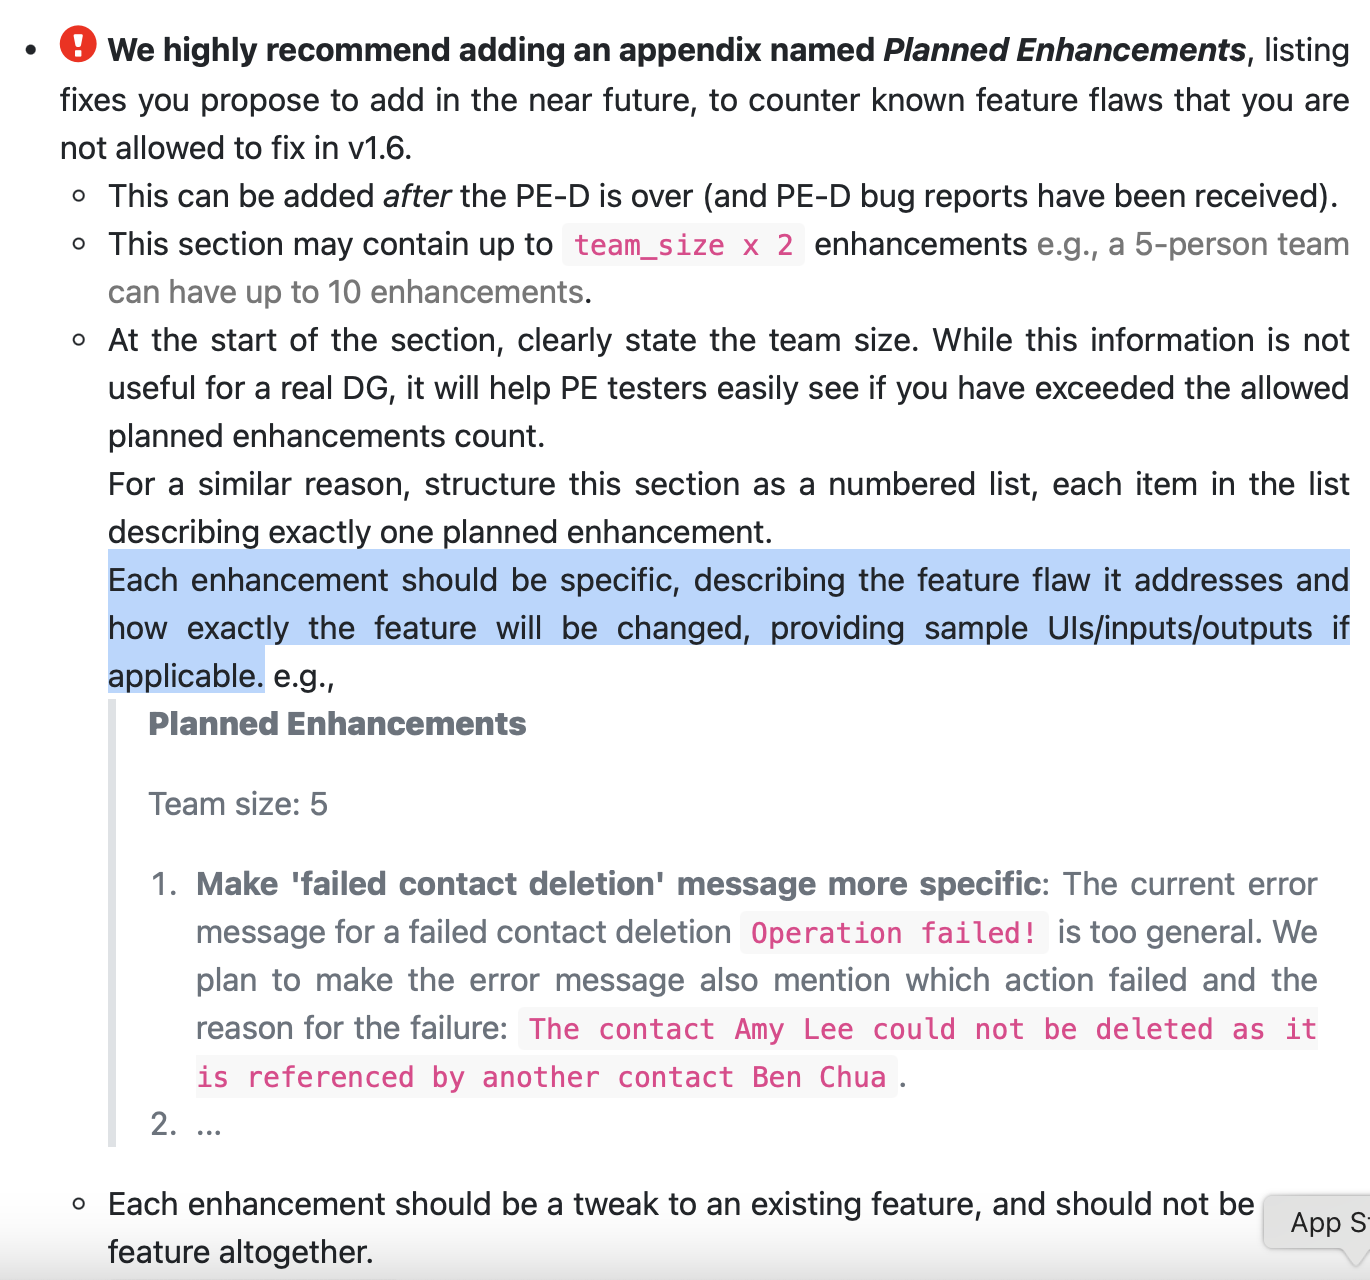 We highly recommend adding an appendix named Planned Enhancements, listing
fixes you propose to add in the near future, to counter known feature flaws that you are
not allowed to fix in v1.6.
This can be added after the PE-D is over (and PE-D bug reports have been received).
This section may contain up to team_size x 2 enhancements e.g., a 5-person team
can have up to 10 enhancements.
At the start of the section, clearly state the team size. While this information is not
useful for a real DG, it will help PE testers easily see if you have exceeded the allowed
planned enhancements count.
For a similar reason, structure this section as a numbered list, each item in the list
describing exactly one planned enhancement.
Each enhancement should be specific, describing the feature flaw it addresses and
how exactly the feature will be changed, providing sample UIs/inputs/outputs if
applicable. e.g.,
Planned Enhancements
Team size: 5
1. Make 'failed contact deletion' message more specific: The current error
message for a failed contact deletion Operation failed! is too general. We
plan to make the error message also mention which action failed and the
reason for the failure: The contact Amy Lee could not be deleted as it
is referenced by another contact Ben Chua.
2. ...
Each enhancement should be a tweak to an existing feature, and should not be
feature altogether.
App